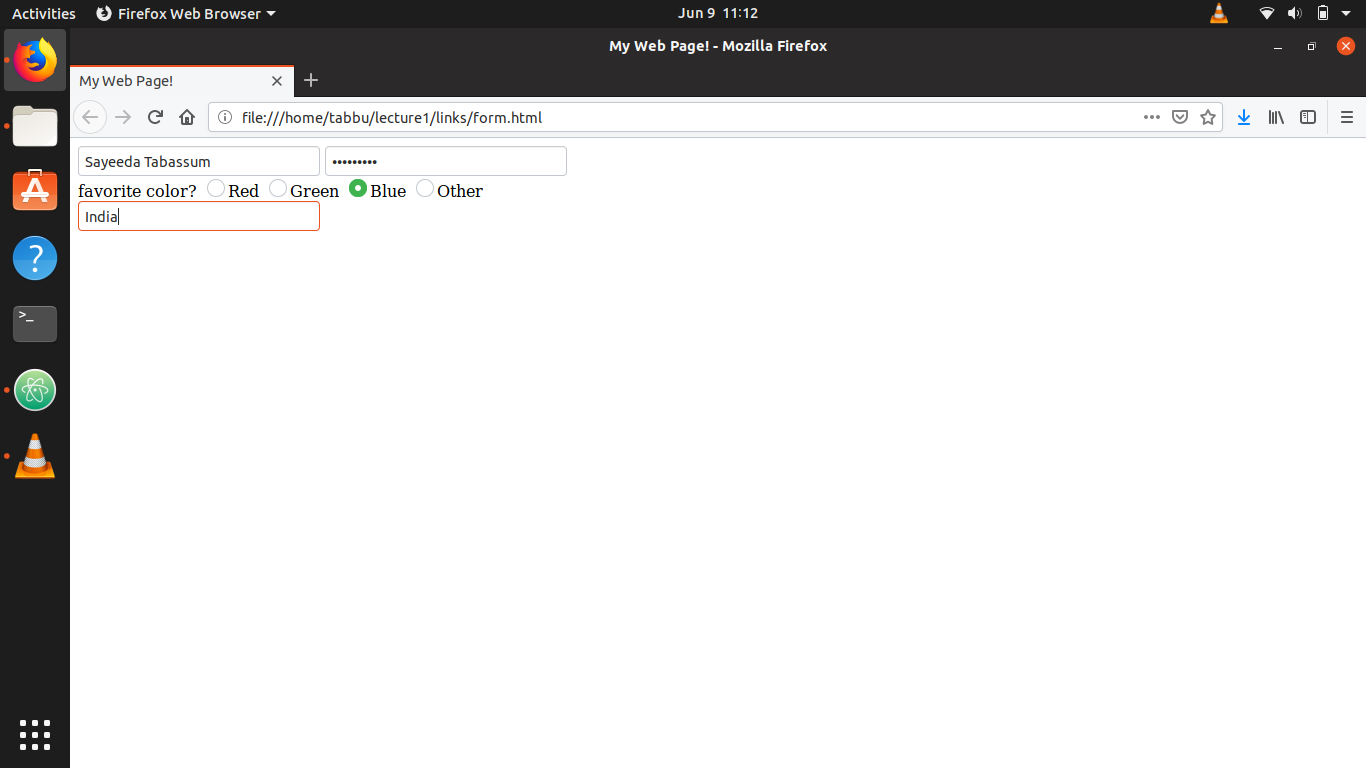 Activities Firefox Web Browser Jun 9 11:12
My Web Page! - Mozilla Firefox
My Web Page!
file:///home/tabbu/lecture1/links/form.html
Sayeeda Tabassum •••••••••
favorite color? Red Green Blue Other
India